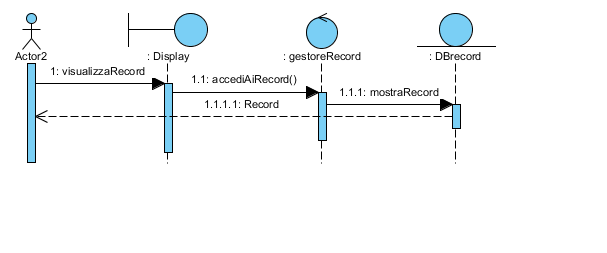 Actor2
: Display
: gestoreRecord
: DBrecord
1: visualizzaRecord
1.1: accediAiRecord()
1.1.1: mostraRecord
1.1.1.1: Record